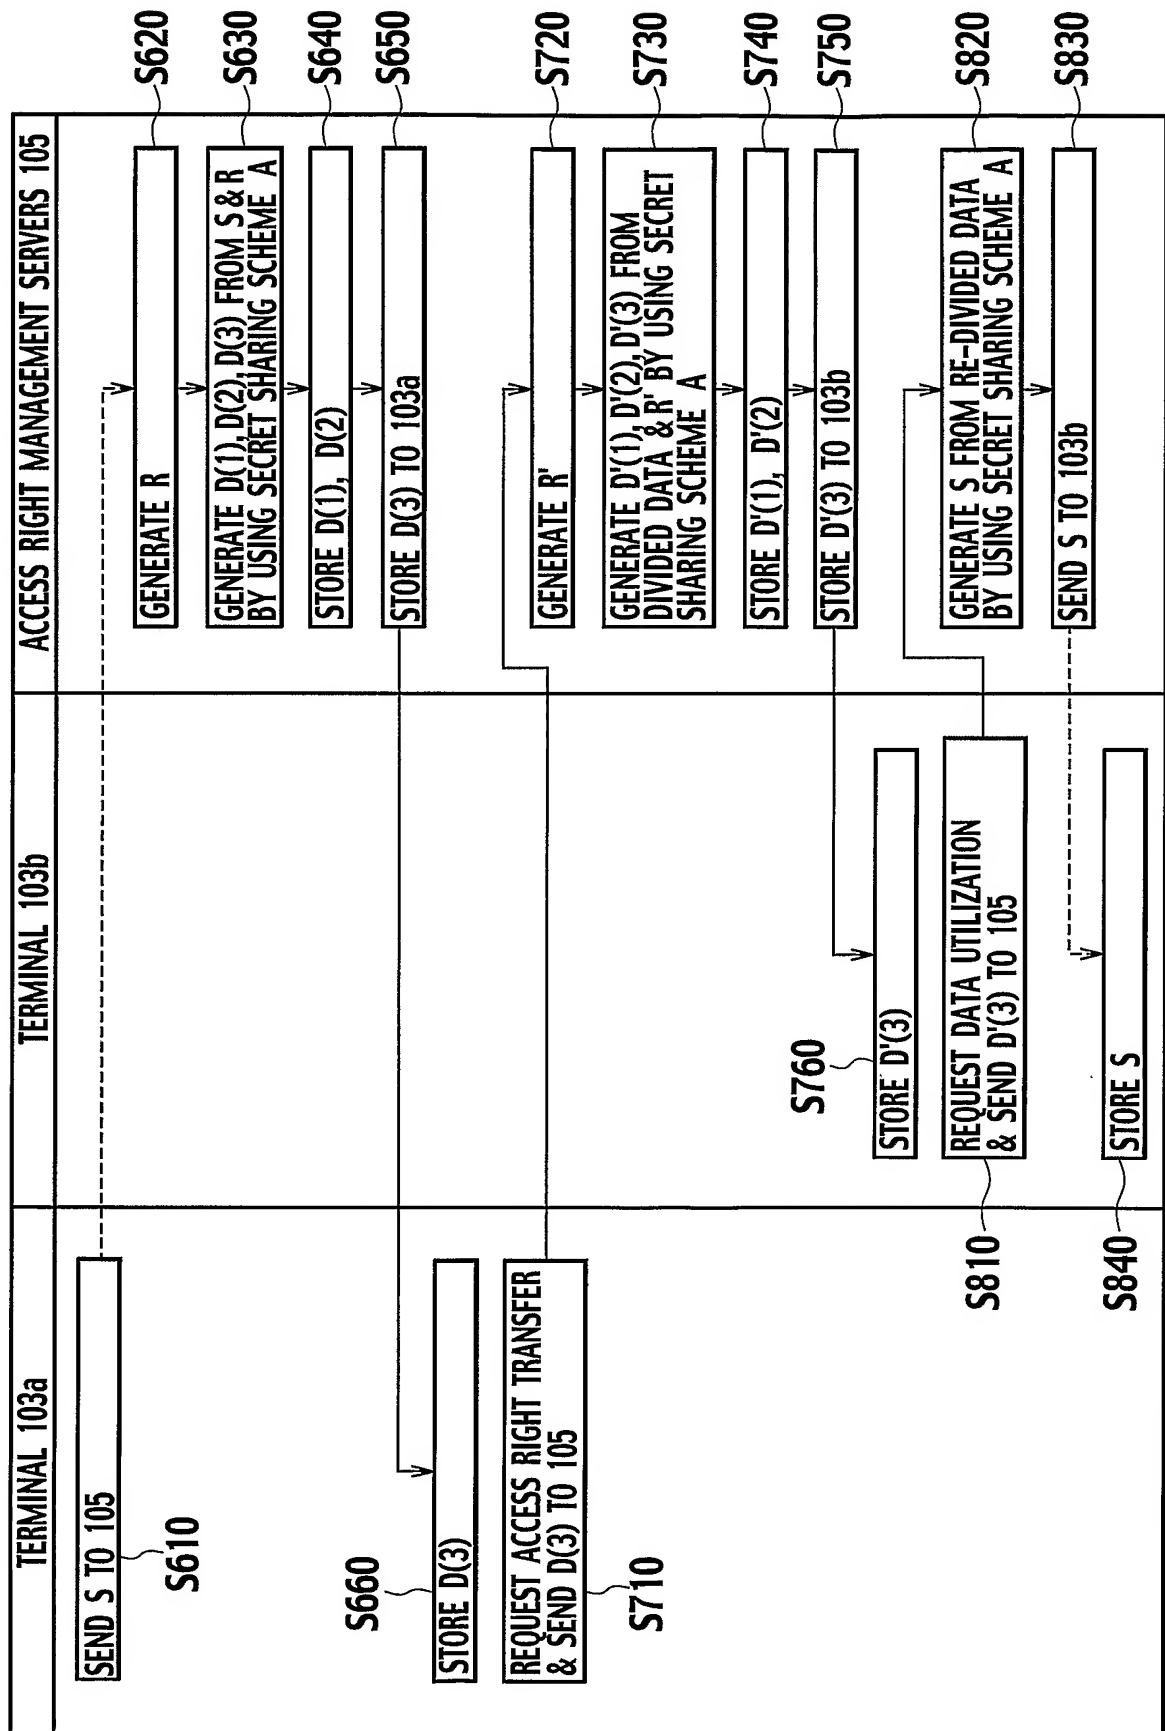 TERMINAL 103a
TERMINAL 103b
ACCESS RIGHT MANAGEMENT SERVERS 105
SEND S TO 105
S610
GENERATE R
S620
GENERATE D(1), D(2), D(3) FROM S & R
BY USING SECRET SHARING SCHEME A
S630
STORE D(1), D(2)
S640
STORE D(3) TO 103a
S650
S660
STORE D(3)
REQUEST ACCESS RIGHT TRANSFER
& SEND D(3) TO 105
S710
GENERATE R'
S720
GENERATE D'(1), D'(2), D'(3) FROM
DIVIDED DATA & R' BY USING SECRET
SHARING SCHEME A
S730
STORE D'(1), D'(2)
S740
STORE D'(3) TO 103b
S750
S760
STORE D'(3)
REQUEST DATA UTILIZATION
& SEND D'(3) TO 105
S810
GENERATE S FROM RE-DIVIDED DATA
BY USING SECRET SHARING SCHEME A
S820
SEND S TO 103b
S830
STORE S
S840